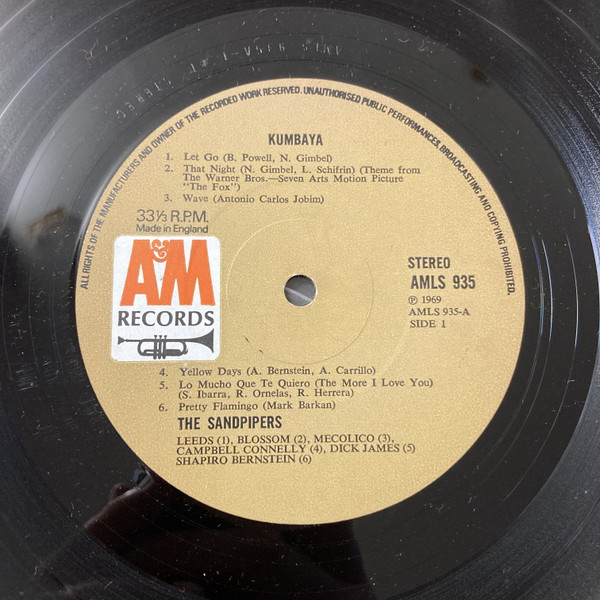 ALL RIGHTS OF THE MANUFACTURERS AND OWNER OF THE RECORDED WORK RESERVED. UNAUTHORISED PUBLIC PERFORMANCES, BROADCASTING AND COPYING PROHIBITED.
KUMBAYA
1. Let Go (B. Powell, N. Gimbel)
2. That Night (N. Gimbel, L. Schifrin) (Theme from
The Warner Bros.—Seven Arts Motion Picture
"The Fox")
3. Wave (Antonio Carlos Jobim)
33⅓ R.P.M.
Made in England
A&M
RECORDS
STEREO
AMLS 935
℗ 1969
AMLS 935-A
SIDE 1
4. Yellow Days (A. Bernstein, A. Carrillo)
5. Lo Mucho Que Te Quiero (The More I Love You)
(S. Ibarra, R. Ornelas, R. Herrera)
6. Pretty Flamingo (Mark Barkan)
THE SANDPIPERS
LEEDS (1), BLOSSOM (2), MECOLICO (3),
CAMPBELL CONNELLY (4), DICK JAMES (5)
SHAPIRO BERNSTEIN (6)